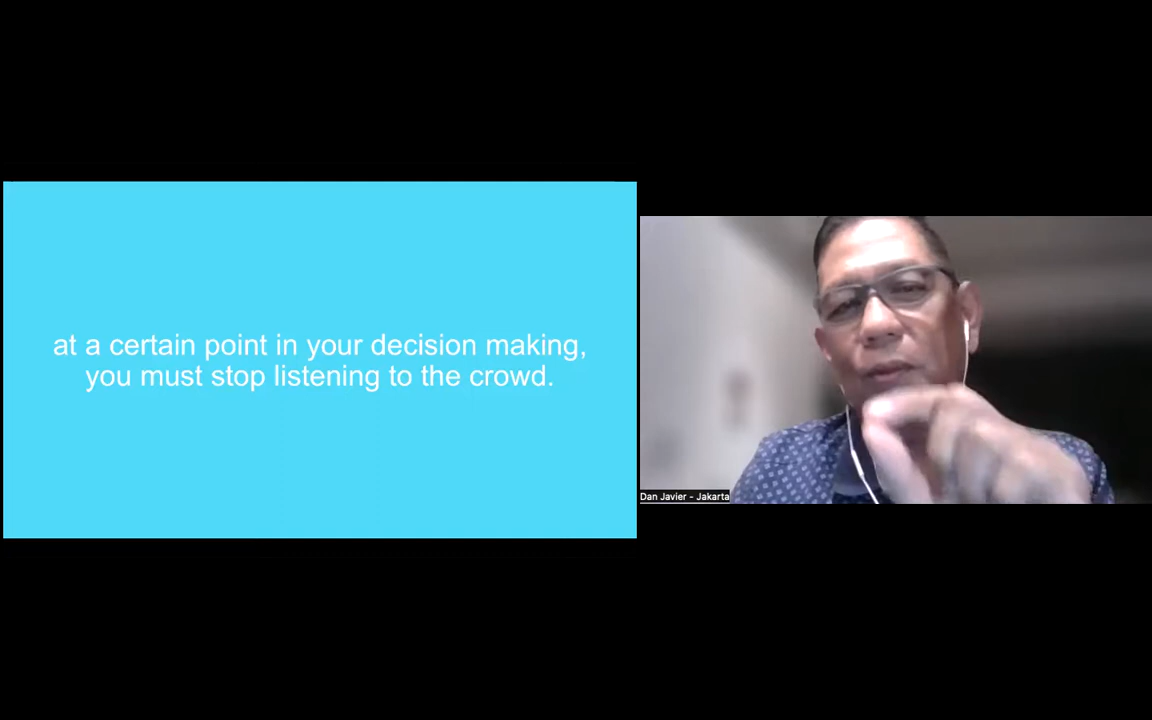 at a certain point in your decision making,
you must stop listening to the crowd.
Dan Javier - Jakarta